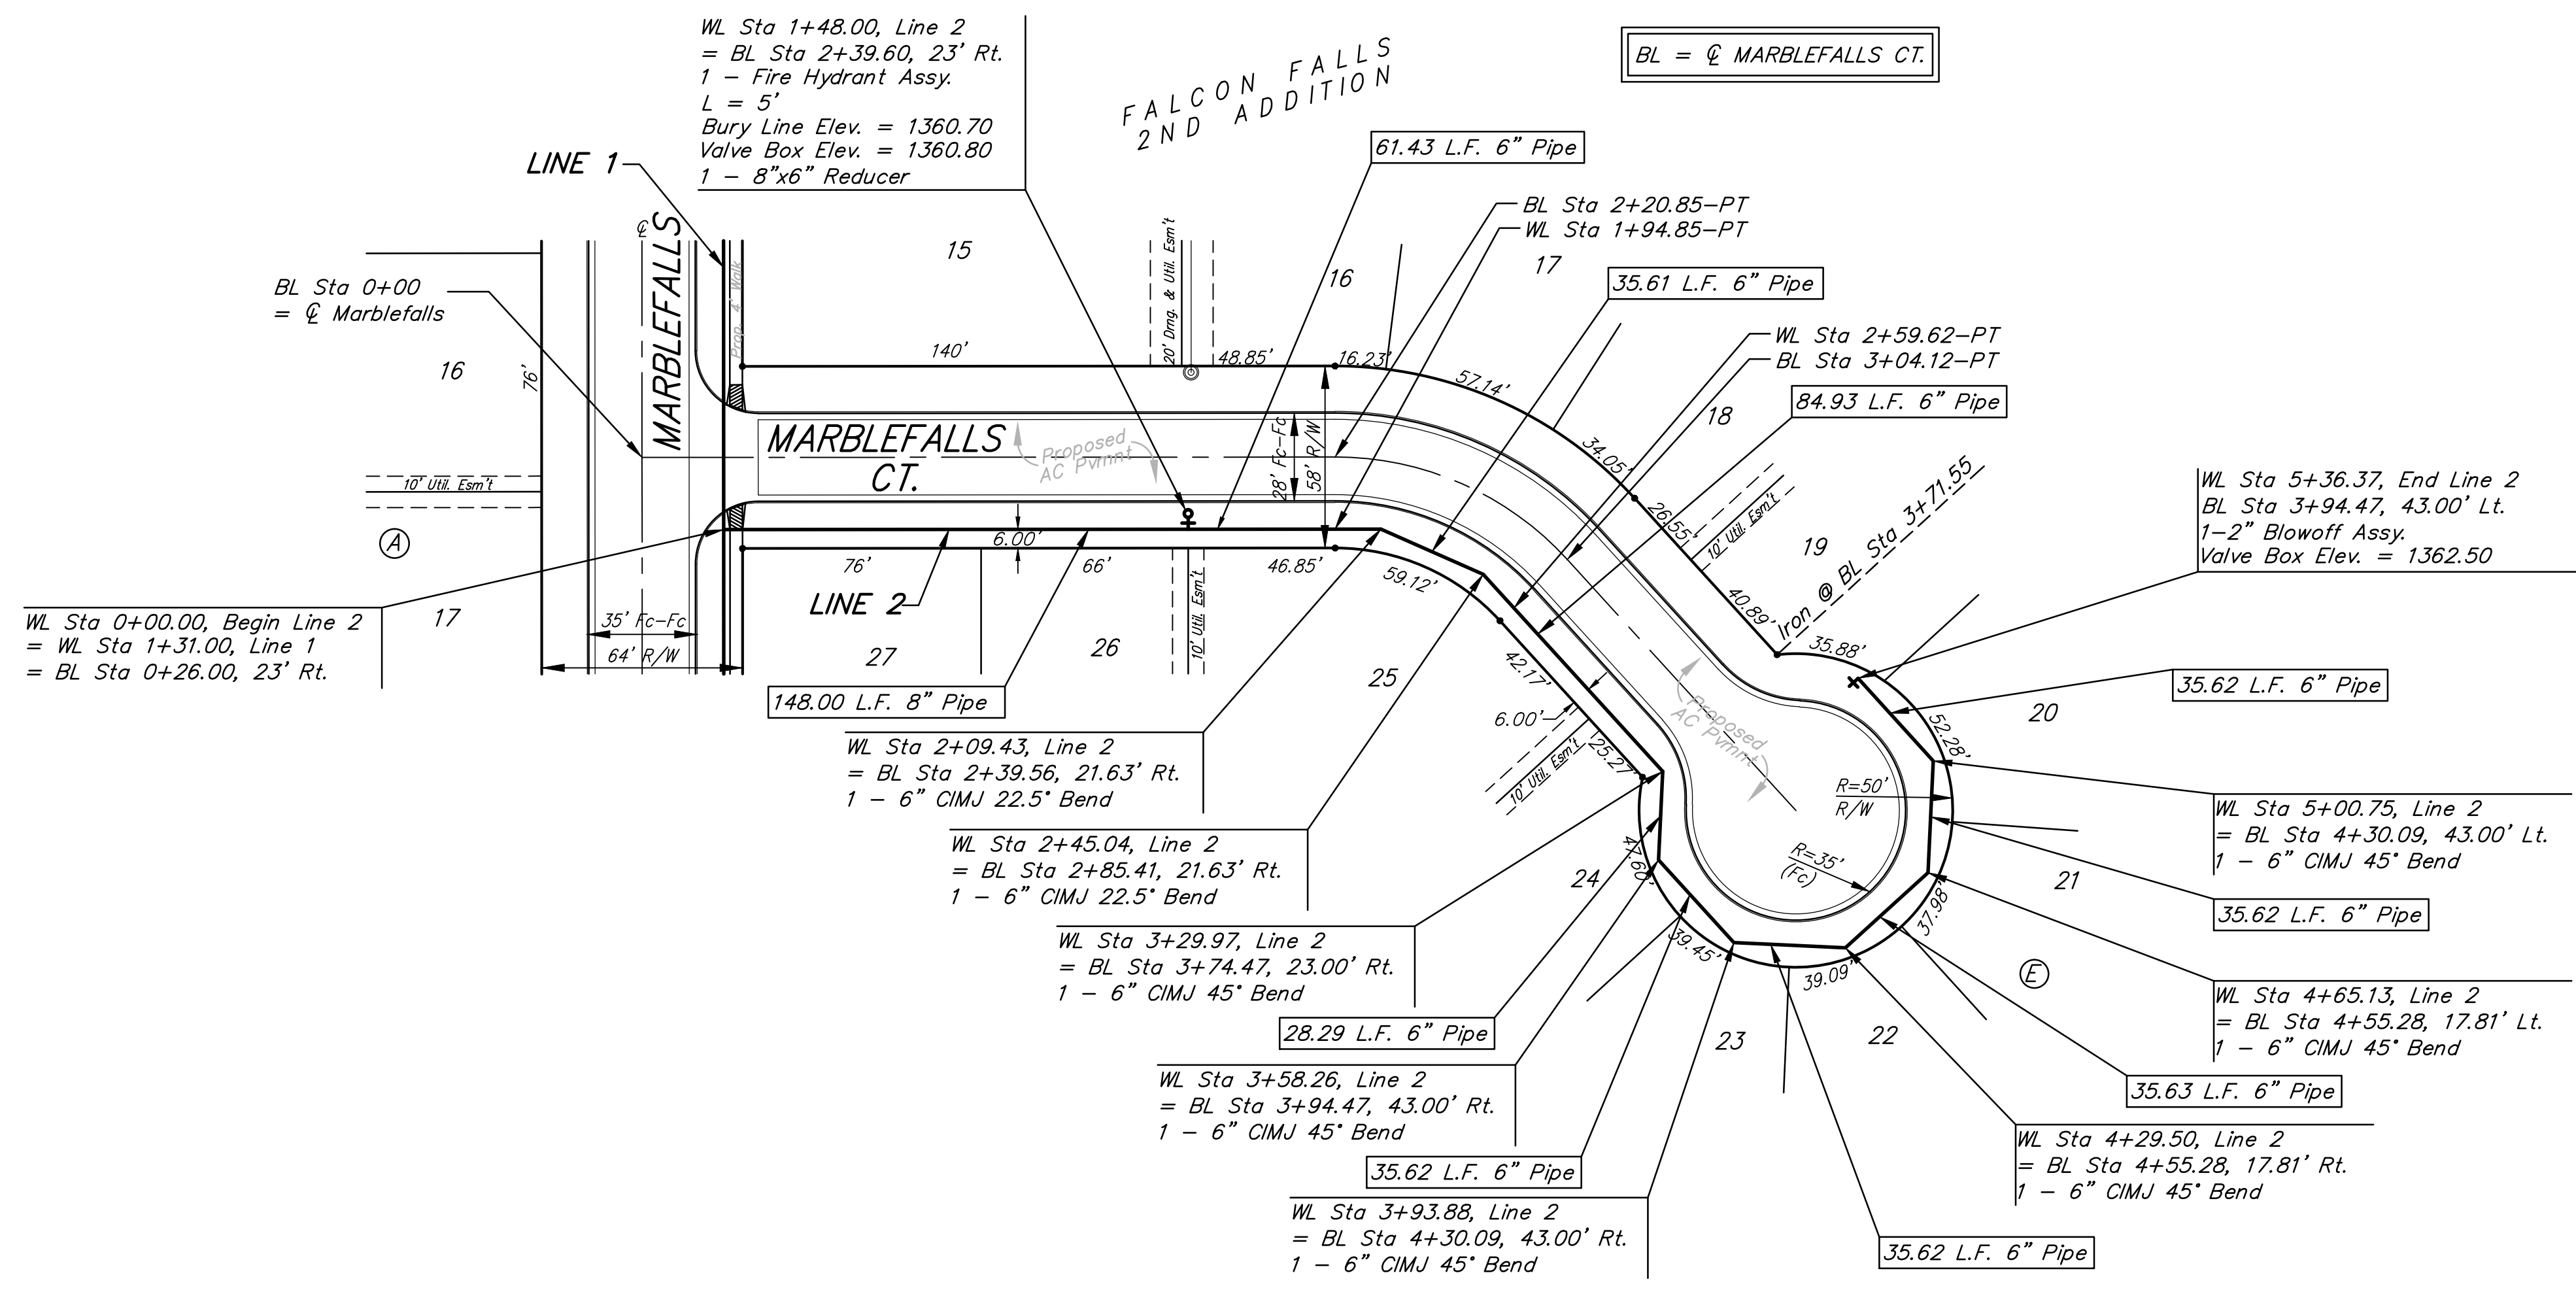 WL Sta 1+48.00, Line 2
= BL Sta 2+39.60, 23' Rt.
1 – Fire Hydrant Assy.
L = 5'
Bury Line Elev. = 1360.70
Valve Box Elev. = 1360.80
1 – 8"x6" Reducer
FALCON FALLS
2ND ADDITION
BL = ℄ MARBLEFALLS CT.
LINE 1
61.43 L.F. 6" Pipe
BL Sta 2+20.85–PT
WL Sta 1+94.85–PT
℄
MARBLEFALLS
Prop. 4' Walk
15
20' Drng. & Util. Esm't
16
17
35.61 L.F. 6" Pipe
BL Sta 0+00
= ℄ Marblefalls
WL Sta 2+59.62–PT
BL Sta 3+04.12–PT
16
76'
140'
48.85'
16.23'
57.14'
84.93 L.F. 6" Pipe
18
34.05'
MARBLEFALLS
CT.
Proposed
AC Pvmnt
28' Fc–Fc
58' R/W
26.55'
10' Util. Esm't
19
Iron @ BL Sta 3+71.55
40.89'
10' Util. Esm't
A
WL Sta 5+36.37, End Line 2
BL Sta 3+94.47, 43.00' Lt.
1–2" Blowoff Assy.
Valve Box Elev. = 1362.50
6.00'
76'
66'
46.85'
59.12'
LINE 2
WL Sta 0+00.00, Begin Line 2
= WL Sta 1+31.00, Line 1
= BL Sta 0+26.00, 23' Rt.
17
35' Fc–Fc
64' R/W
27
26
10' Util. Esm't
25
42.17'
35.88'
35.62 L.F. 6" Pipe
148.00 L.F. 8" Pipe
6.00'
25.27'
10' Util. Esm't
Proposed
AC Pvmnt
52.28'
20
WL Sta 2+09.43, Line 2
= BL Sta 2+39.56, 21.63' Rt.
1 – 6" CIMJ 22.5° Bend
R=50'
R/W
WL Sta 5+00.75, Line 2
= BL Sta 4+30.09, 43.00' Lt.
1 – 6" CIMJ 45° Bend
WL Sta 2+45.04, Line 2
= BL Sta 2+85.41, 21.63' Rt.
1 – 6" CIMJ 22.5° Bend
47.60'
24
R=35'
(Fc)
21
37.98'
35.62 L.F. 6" Pipe
WL Sta 3+29.97, Line 2
= BL Sta 3+74.47, 23.00' Rt.
1 – 6" CIMJ 45° Bend
39.45'
39.09'
E
WL Sta 4+65.13, Line 2
= BL Sta 4+55.28, 17.81' Lt.
1 – 6" CIMJ 45° Bend
28.29 L.F. 6" Pipe
23
22
WL Sta 3+58.26, Line 2
= BL Sta 3+94.47, 43.00' Rt.
1 – 6" CIMJ 45° Bend
35.63 L.F. 6" Pipe
WL Sta 4+29.50, Line 2
= BL Sta 4+55.28, 17.81' Rt.
1 – 6" CIMJ 45° Bend
35.62 L.F. 6" Pipe
WL Sta 3+93.88, Line 2
= BL Sta 4+30.09, 43.00' Rt.
1 – 6" CIMJ 45° Bend
35.62 L.F. 6" Pipe